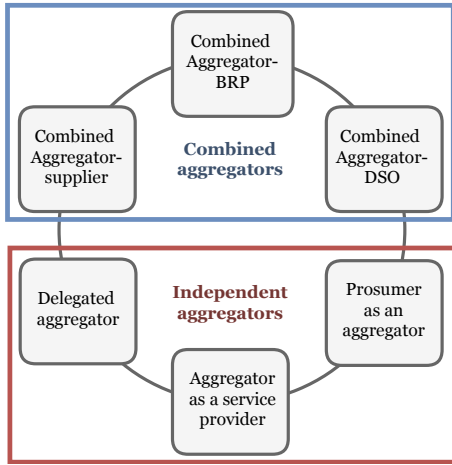 Combined
Aggregator-
BRP
Combined
Aggregator-
supplier
Combined
aggregators
Combined
Aggregator-
DSO
Delegated
aggregator
Independent
aggregators
Prosumer
as an
aggregator
Aggregator
as a service
provider